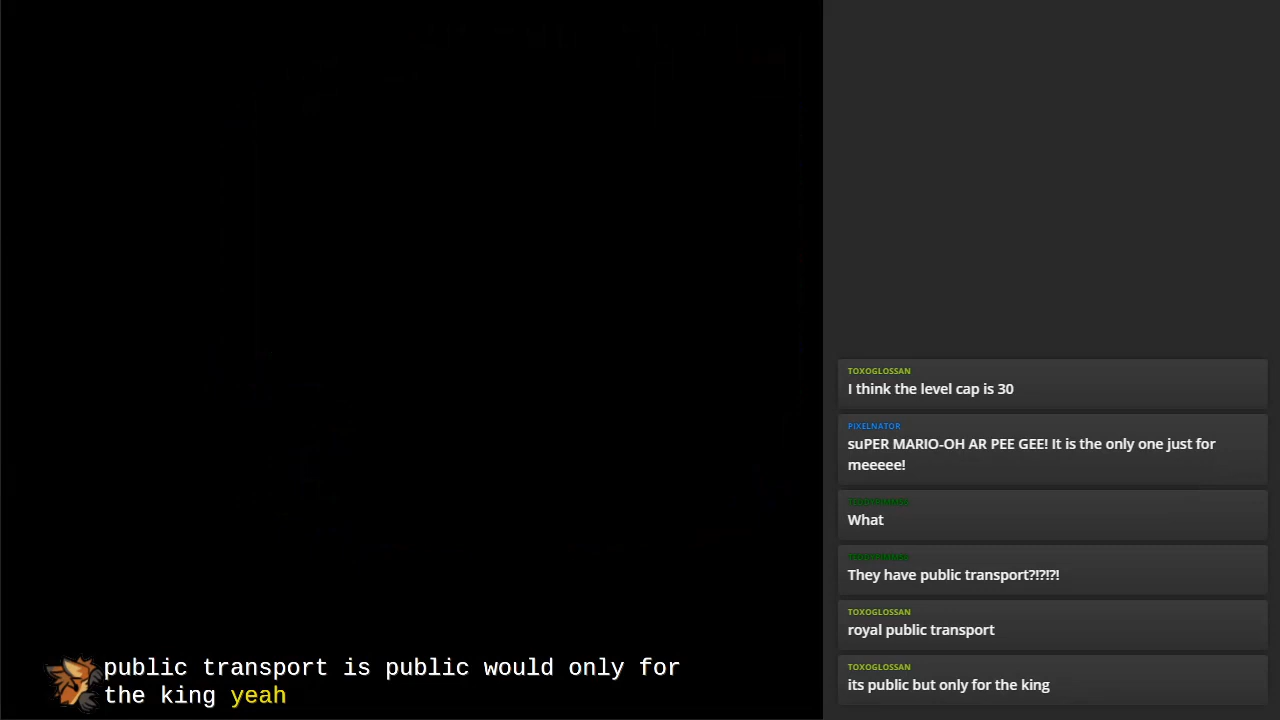 TOXOGLOSSAN
I think the level cap is 30
PIXELNATOR
suPER MARIO-OH AR PEE GEE! It is the only one just for
meeeee!
What
They have public transport?!?!?!
TOXOGLOSSAN
royal public transport
TOXOGLOSSAN
its public but only for the king
public transport is public would only for
the king yeah